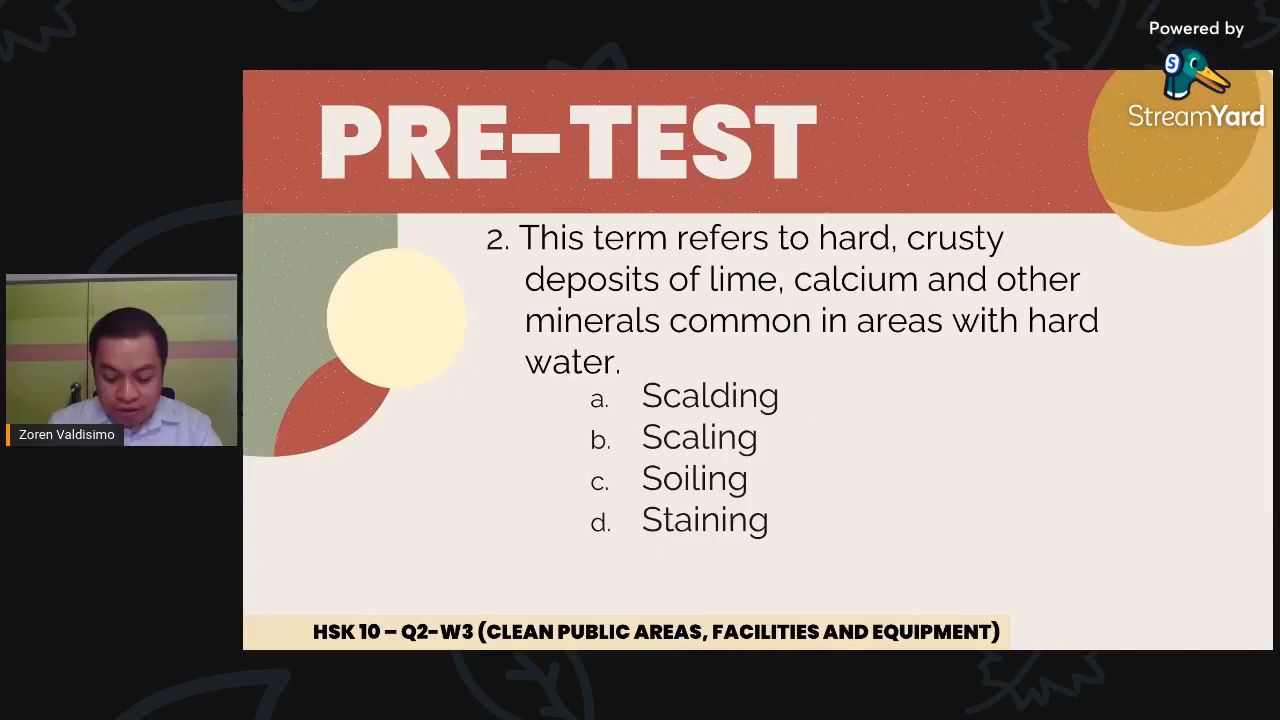 Powered by
StreamYard
PRE-TEST
2. This term refers to hard, crusty
deposits of lime, calcium and other
minerals common in areas with hard
water.
a. Scalding
b. Scaling
c. Soiling
d. Staining
Zoren Valdisimo
HSK 10 – Q2-W3 (CLEAN PUBLIC AREAS, FACILITIES AND EQUIPMENT)